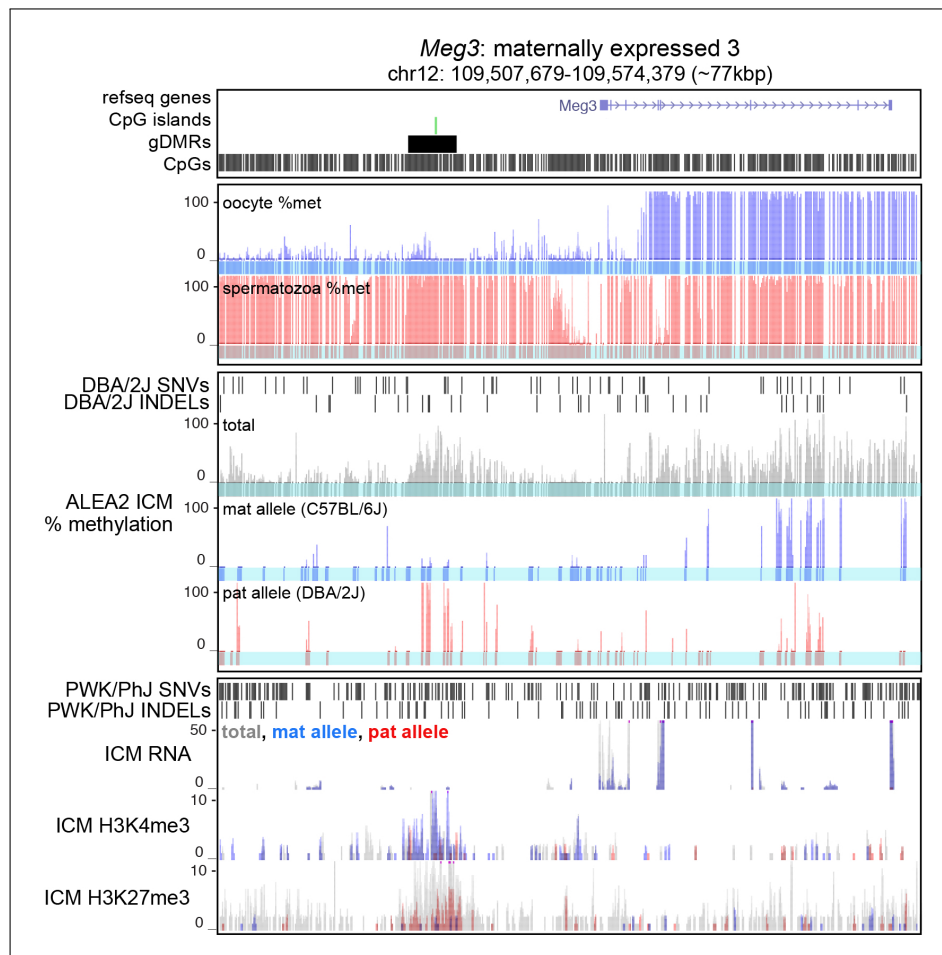 Meg3: maternally expressed 3
chr12: 109,507,679-109,574,379 (~77kbp)
refseq genes
Meg3
CpG islands
gDMRs
CpGs
100
oocyte %met
0
100
spermatozoa %met
0
DBA/2J SNVs
DBA/2J INDELs
100
total
0
ALEA2 ICM
% methylation
100
mat allele (C57BL/6J)
0
100
pat allele (DBA/2J)
0
PWK/PhJ SNVs
PWK/PhJ INDELs
50
total, mat allele, pat allele
ICM RNA
0
10
ICM H3K4me3
0
10
ICM H3K27me3
0